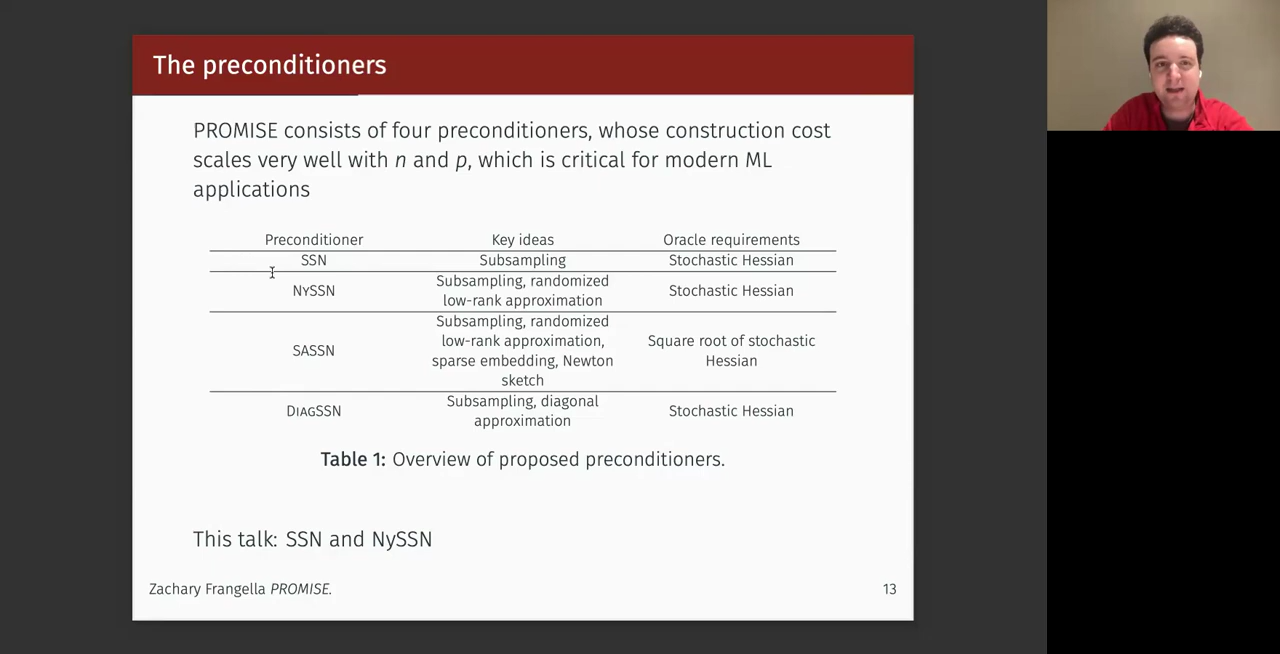 The preconditioners
PROMISE consists of four preconditioners, whose construction cost
scales very well with n and p, which is critical for modern ML
applications
Preconditioner Key ideas Oracle requirements
SSN Subsampling Stochastic Hessian
NySSN Subsampling, randomized low-rank approximation Stochastic Hessian
SASSN Subsampling, randomized low-rank approximation, sparse embedding, Newton sketch Square root of stochastic Hessian
DiagSSN Subsampling, diagonal approximation Stochastic Hessian
Table 1: Overview of proposed preconditioners.
This talk: SSN and NySSN
Zachary Frangella PROMISE. 13